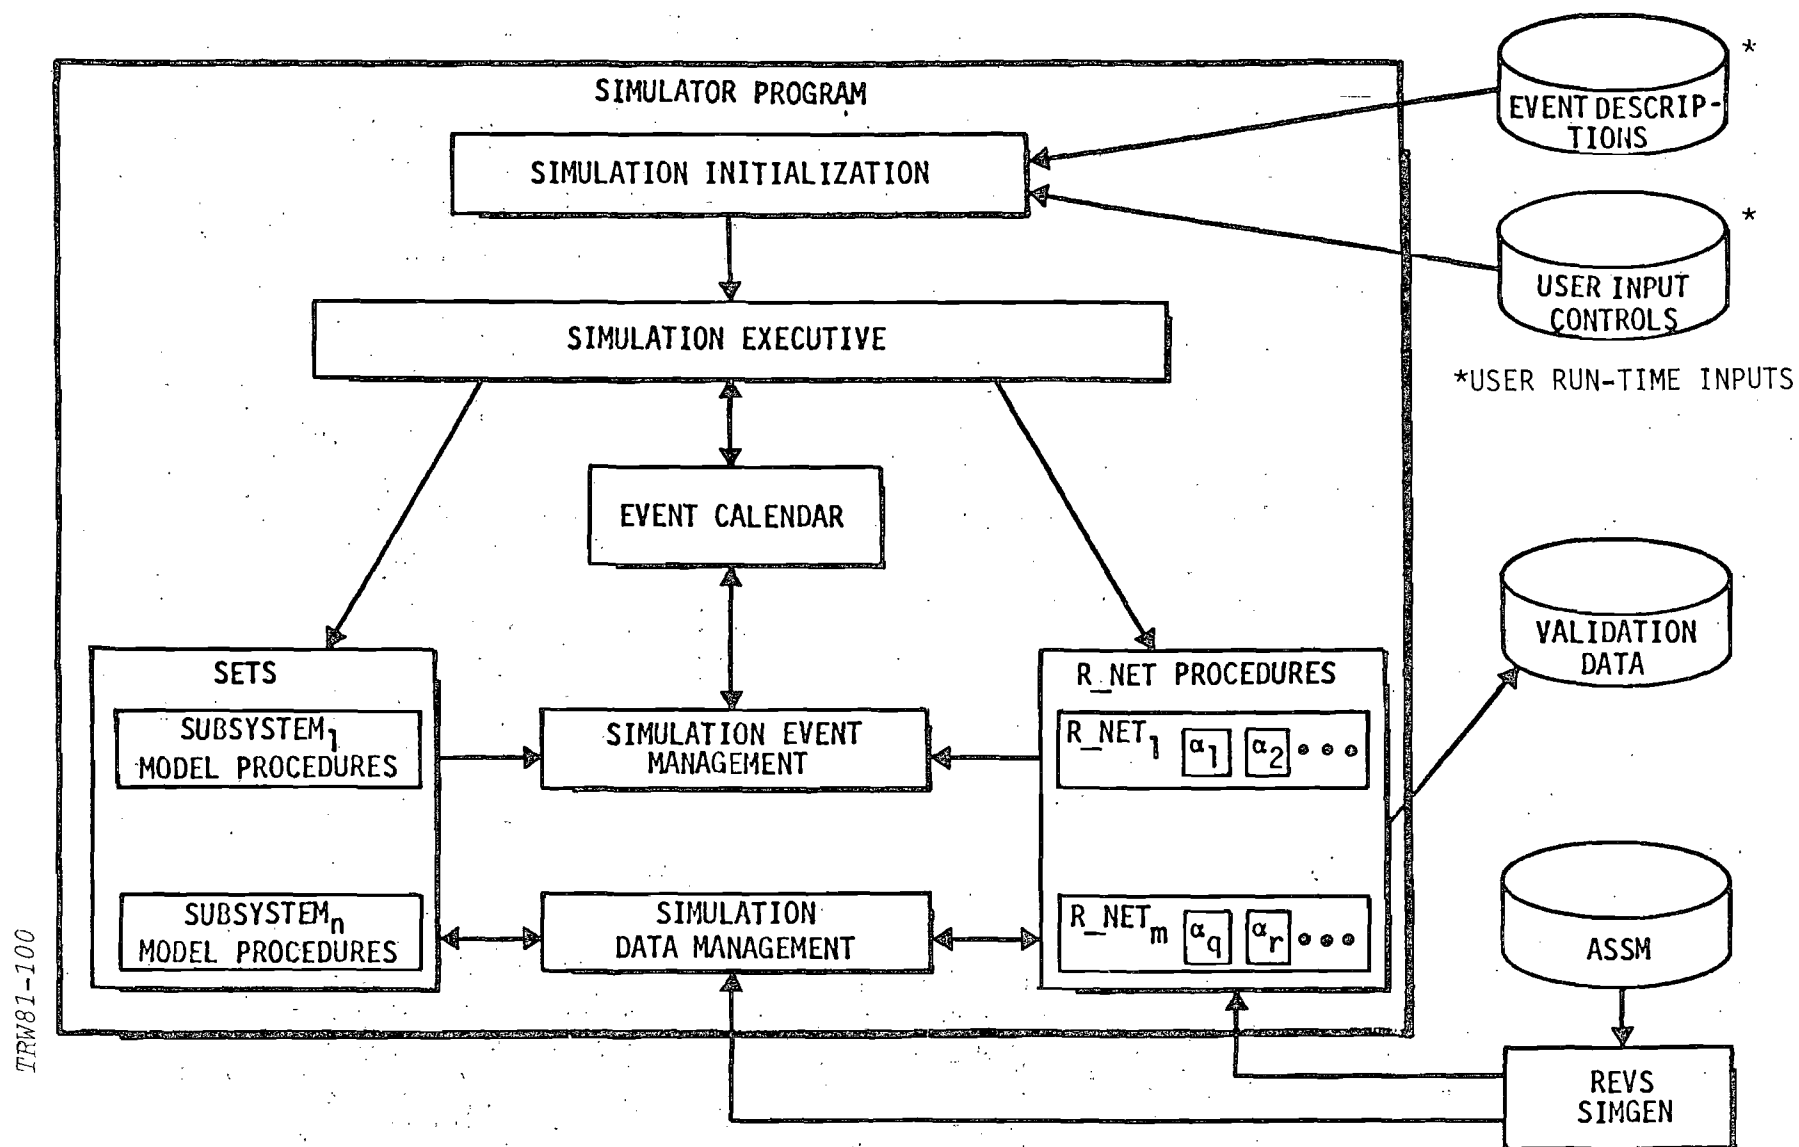 SIMULATOR PROGRAM
SIMULATION INITIALIZATION
SIMULATION EXECUTIVE
EVENT CALENDAR
SETS
SUBSYSTEM₁
MODEL PROCEDURES
SUBSYSTEMₙ
MODEL PROCEDURES
SIMULATION EVENT
MANAGEMENT
SIMULATION
DATA MANAGEMENT
R_NET PROCEDURES
R_NET₁ α₁ α₂ •••
R_NETₘ α_q αᵣ •••
*
EVENT DESCRIP-
TIONS
*
USER INPUT
CONTROLS
*USER RUN-TIME INPUTS
VALIDATION
DATA
ASSM
REVS
SIMGEN
TRW81-100